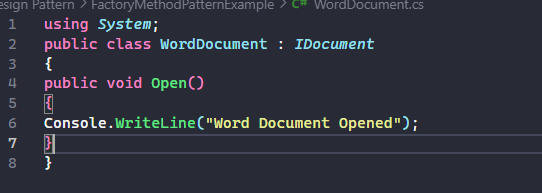 esign Pattern > FactoryMethodPatternExample > C# WordDocument.cs
1 using System;
2 public class WordDocument : IDocument
3 {
4 public void Open()
5 {
6 Console.WriteLine("Word Document Opened");
7 }
8 }